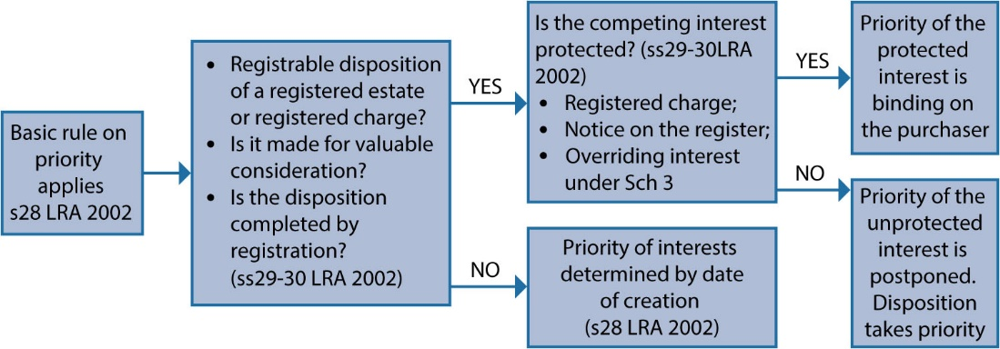 Basic rule on
priority
applies
s28 LRA 2002
• Registrable disposition
of a registered estate
or registered charge?
• Is it made for valuable
consideration?
• Is the disposition
completed by
registration?
(ss29-30 LRA 2002)
YES
NO
Is the competing interest
protected? (ss29-30LRA
2002)
• Registered charge;
• Notice on the register;
• Overriding interest
under Sch 3
Priority of interests
determined by date
of creation
(s28 LRA 2002)
YES
NO
Priority of the
protected
interest is
binding on
the purchaser
Priority of the
unprotected
interest is
postponed.
Disposition
takes priority